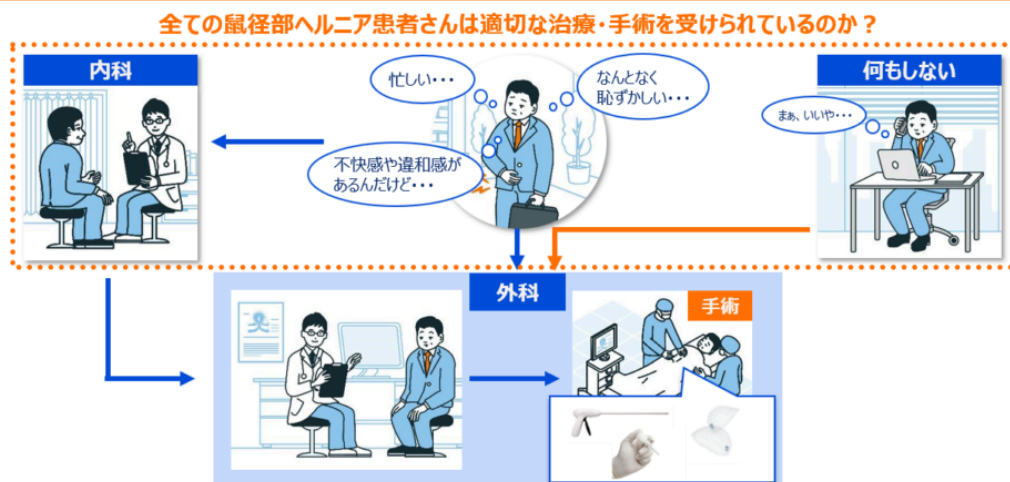 全ての鼠径部ヘルニア患者さんは適切な治療・手術を受けられているのか？
内科
忙しい・・・
なんとなく
恥ずかしい・・・
不快感や違和感が
あるんだけど・・・
何もしない
まぁ、いいや・・・
外科
手術